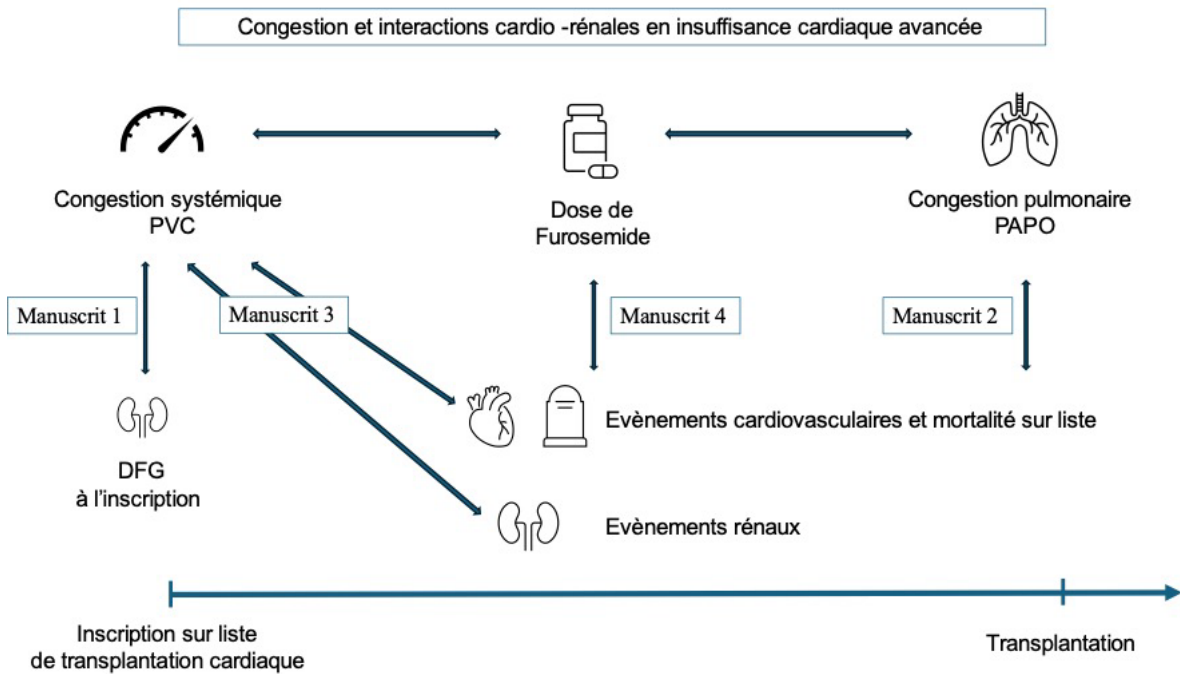 Congestion et interactions cardio -rénales en insuffisance cardiaque avancée
Congestion systémique
PVC
Dose de
Furosemide
Congestion pulmonaire
PAPO
Manuscrit 1
Manuscrit 3
Manuscrit 4
Manuscrit 2
DFG
à l'inscription
Evènements cardiovasculaires et mortalité sur liste
Evènements rénaux
Inscription sur liste
de transplantation cardiaque
Transplantation